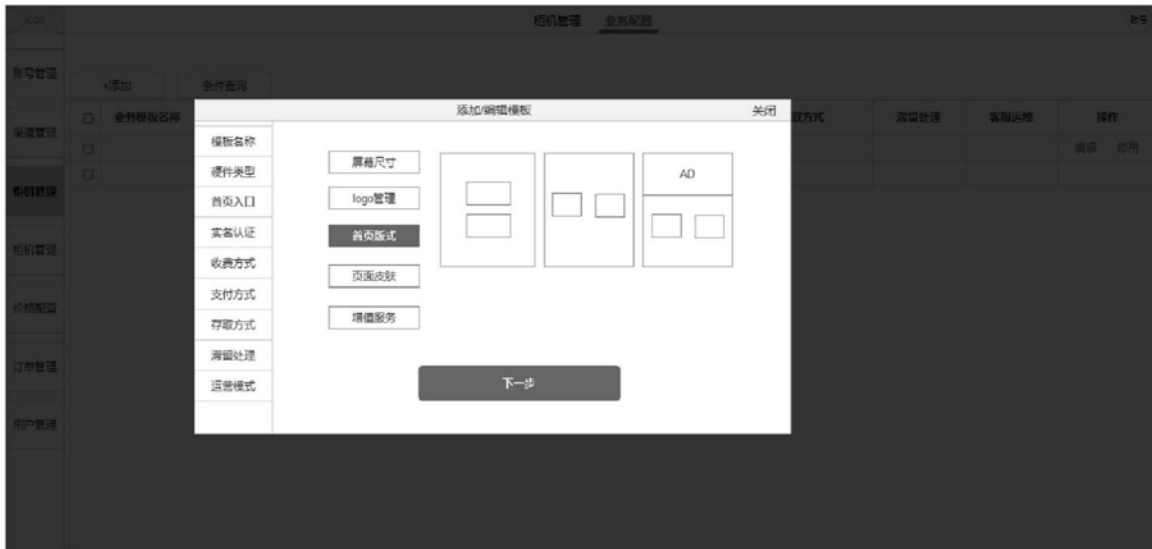 icon
柜机管理 业务配置
账号
账号管理
渠道管理
柜机管理
柜机管理
价格配置
订单管理
用户管理
+添加 条件查询
业务模板名称 取方式 滞留处理 客服运维 操作
编辑 停用
添加/编辑模板 关闭
模板名称
硬件类型
首页入口
实名认证
收费方式
支付方式
存取方式
滞留处理
运营模式
屏幕尺寸
logo管理
首页版式
页面皮肤
增值服务
AD
下一步